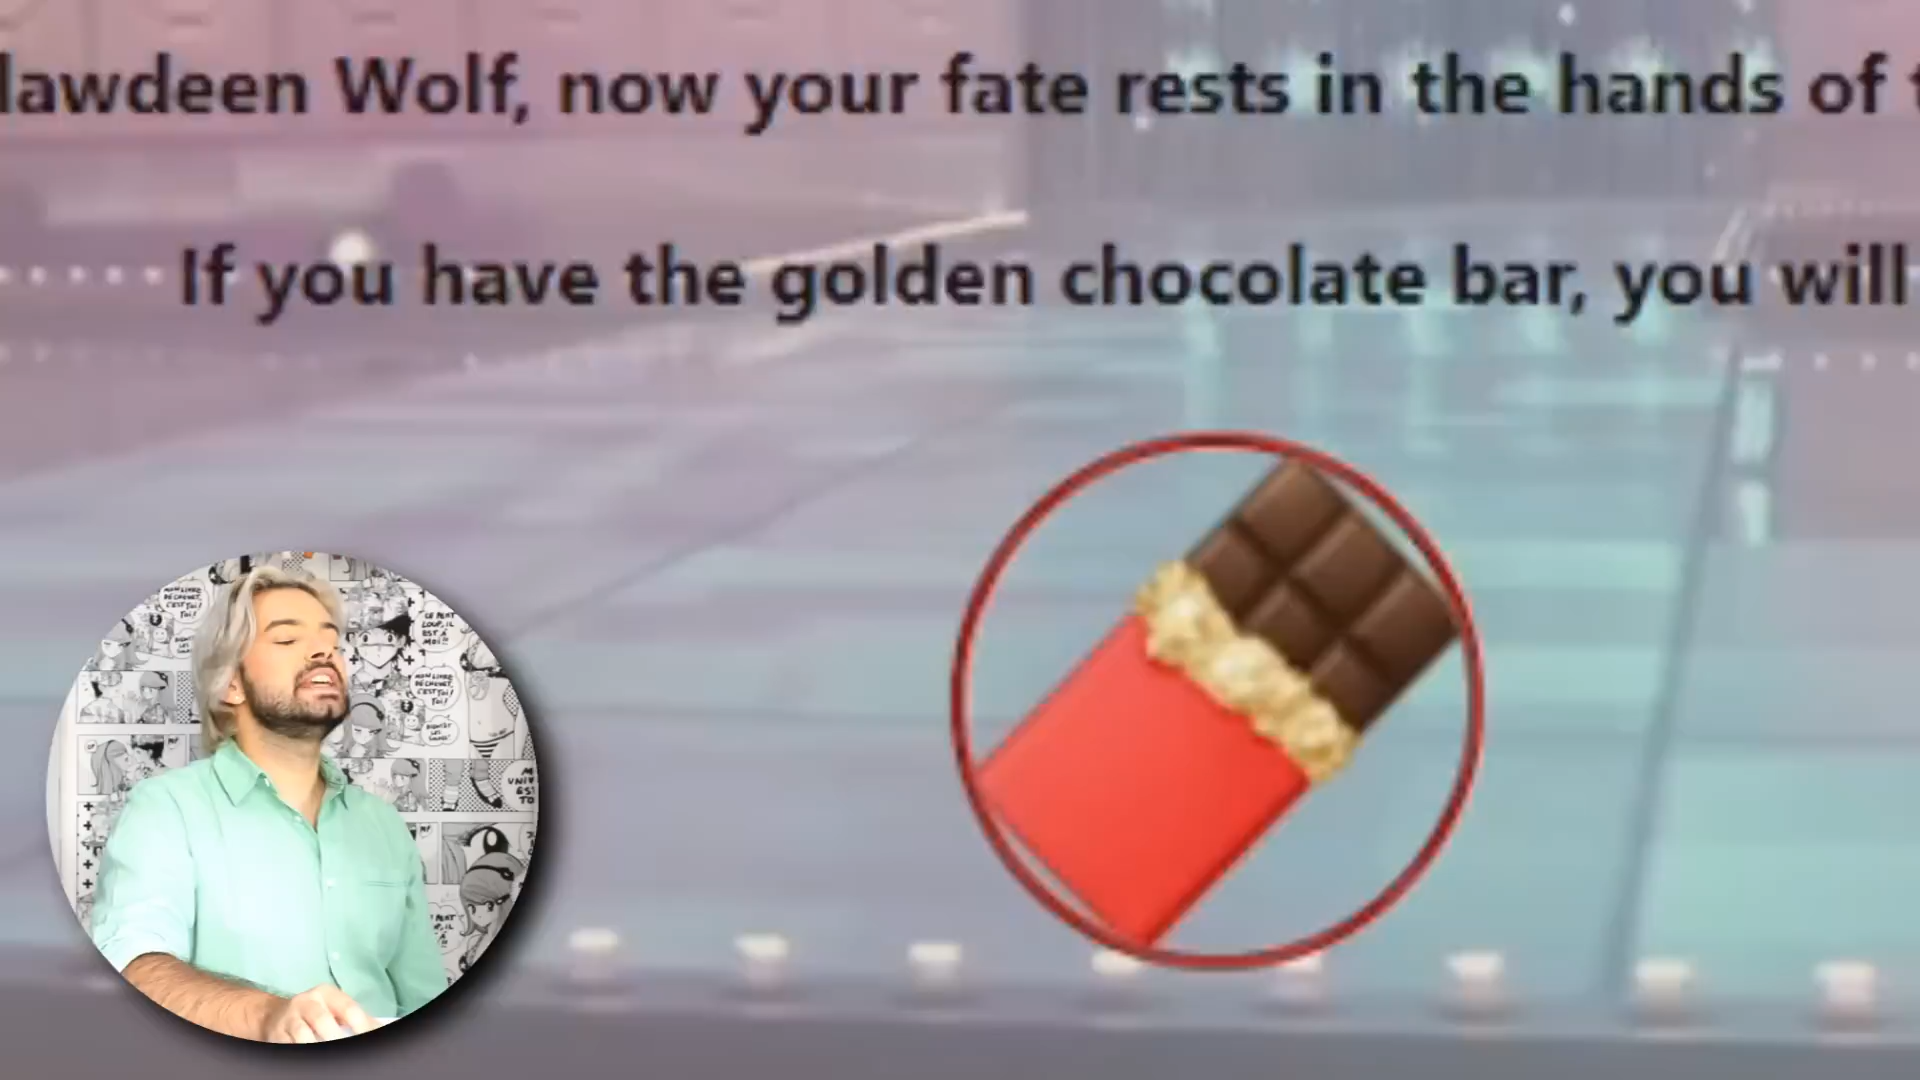 lawdeen Wolf, now your fate rests in the hands of t
If you have the golden chocolate bar, you will